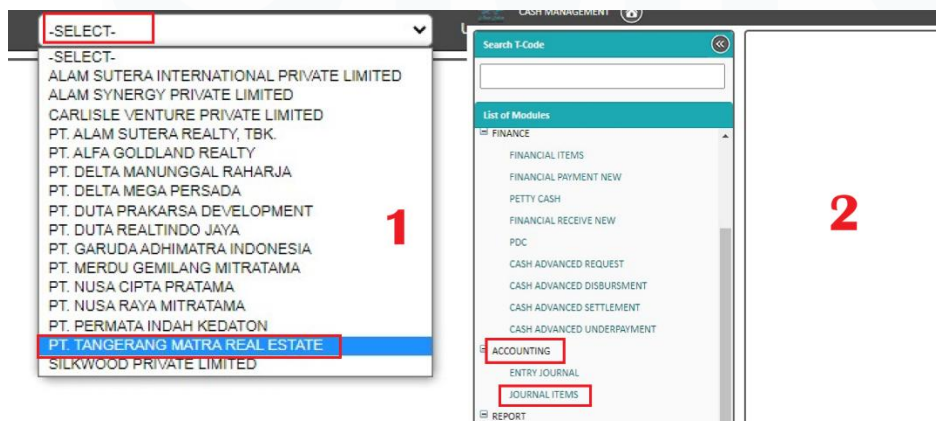 -SELECT-
-SELECT-
ALAM SUTERA INTERNATIONAL PRIVATE LIMITED
ALAM SYNERGY PRIVATE LIMITED
CARLISLE VENTURE PRIVATE LIMITED
PT. ALAM SUTERA REALTY, TBK.
PT. ALFA GOLDLAND REALTY
PT. DELTA MANUNGGAL RAHARJA
PT. DELTA MEGA PERSADA
PT. DUTA PRAKARSA DEVELOPMENT
PT. DUTA REALTINDO JAYA
PT. GARUDA ADHIMATRA INDONESIA
PT. MERDU GEMILANG MITRATAMA
PT. NUSA CIPTA PRATAMA
PT. NUSA RAYA MITRATAMA
PT. PERMATA INDAH KEDATON
PT. TANGERANG MATRA REAL ESTATE
SILKWOOD PRIVATE LIMITED
1
CASH MANAGEMENT
Search T-Code
List of Modules
FINANCE
FINANCIAL ITEMS
FINANCIAL PAYMENT NEW
PETTY CASH
FINANCIAL RECEIVE NEW
PDC
CASH ADVANCED REQUEST
CASH ADVANCED DISBURSMENT
CASH ADVANCED SETTLEMENT
CASH ADVANCED UNDERPAYMENT
ACCOUNTING
ENTRY JOURNAL
JOURNAL ITEMS
REPORT
2